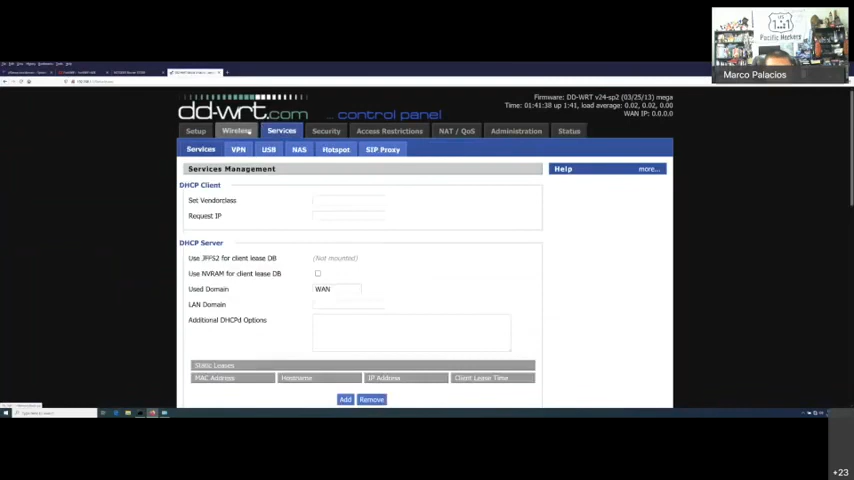 US
101
Pacific Hackers
Marco Palacios
dd-wrt.com ... control panel
Firmware: DD-WRT v24-sp2 (03/25/13) mega
Time: 01:41:38 up 1:41, load average: 0.02, 0.02, 0.00
WAN IP: 0.0.0.0
Setup Wireless Services Security Access Restrictions NAT / QoS Administration Status
Services VPN USB NAS Hotspot SIP Proxy
Services Management
Help more...
DHCP Client
Set Vendorclass
Request IP
DHCP Server
Use JFFS2 for client lease DB (Not mounted)
Use NVRAM for client lease DB
Used Domain WAN
LAN Domain
Additional DHCPd Options
Static Leases
MAC Address Hostname IP Address Client Lease Time
Add Remove
+23